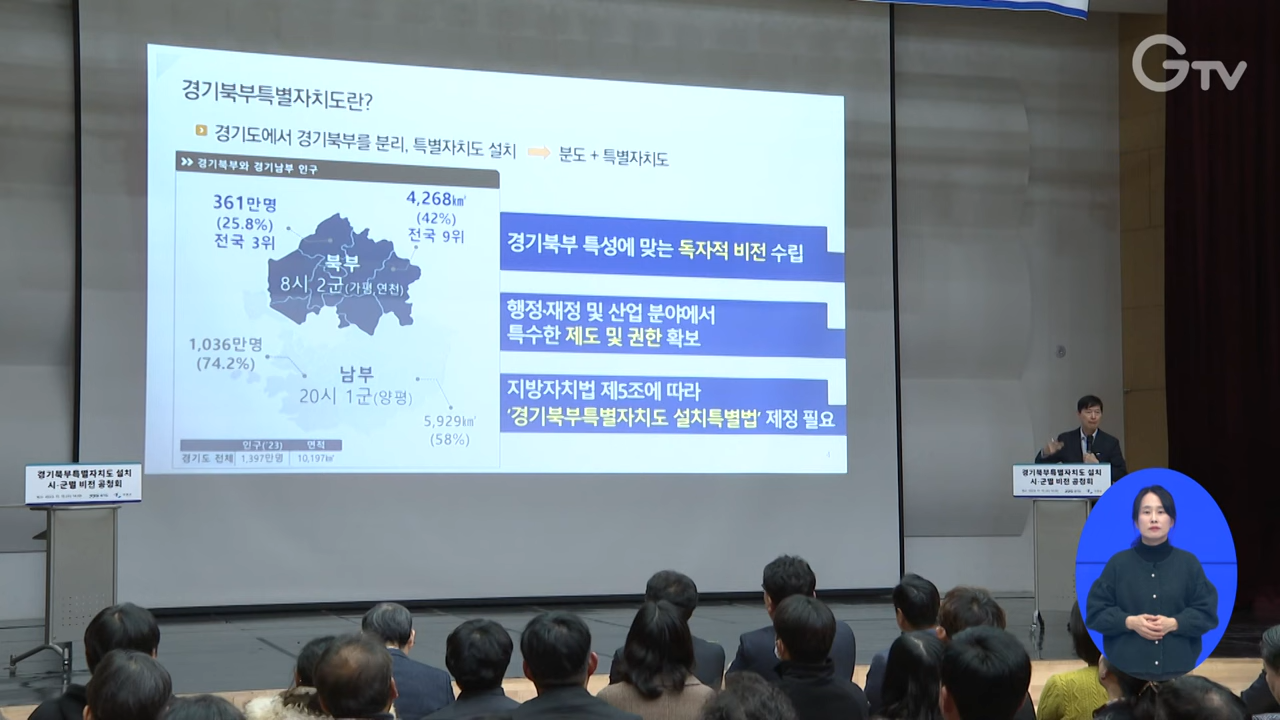 GTV
경기북부특별자치도란?
경기도에서 경기북부를 분리, 특별자치도 설치 분도 + 특별자치도
경기북부와 경기남부 인구
361만명
(25.8%)
전국 3위
4,268㎢
(42%)
전국 9위
북부
8시 2군(가평,연천)
1,036만명
(74.2%)
남부
20시 1군(양평)
5,929㎢
(58%)
인구('23) 면적
경기도 전체 1,397만명 10,197㎢
경기북부 특성에 맞는 독자적 비전 수립
행정·재정 및 산업 분야에서
특수한 제도 및 권한 확보
지방자치법 제5조에 따라
'경기북부특별자치도 설치특별법' 제정 필요
4
경기북부특별자치도 설치
시·군별 비전 공청회
경기북부특별자치도 설치
시·군별 비전 공청회